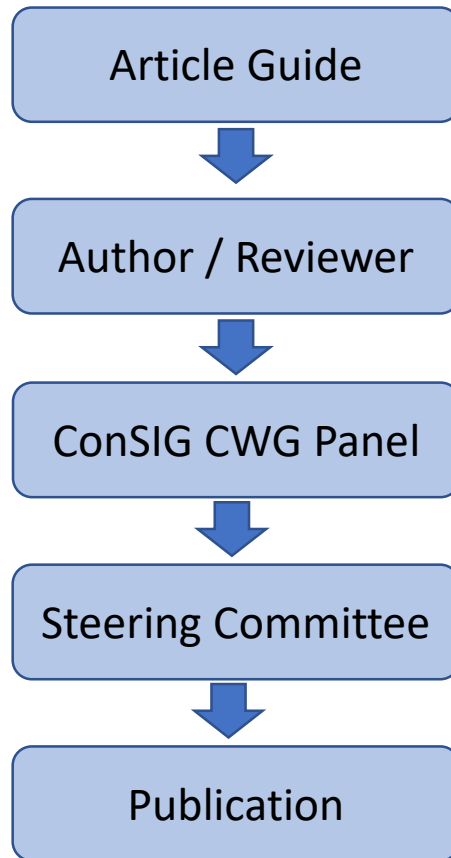 Article Guide
Author / Reviewer
ConSIG CWG Panel
Steering Committee
Publication